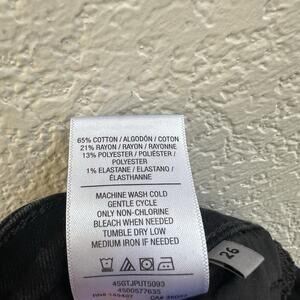 65% COTTON / ALGODÓN / COTON
21% RAYON / RAYON / RAYONNE
13% POLYESTER / POLIÉSTER /
POLYESTER
1% ELASTANE / ELASTANO /
ÉLASTHANNE
MACHINE WASH COLD
GENTLE CYCLE
ONLY NON-CHLORINE
BLEACH WHEN NEEDED
TUMBLE DRY LOW
MEDIUM IRON IF NEEDED
4SGTJPUT5093
4500577635
26